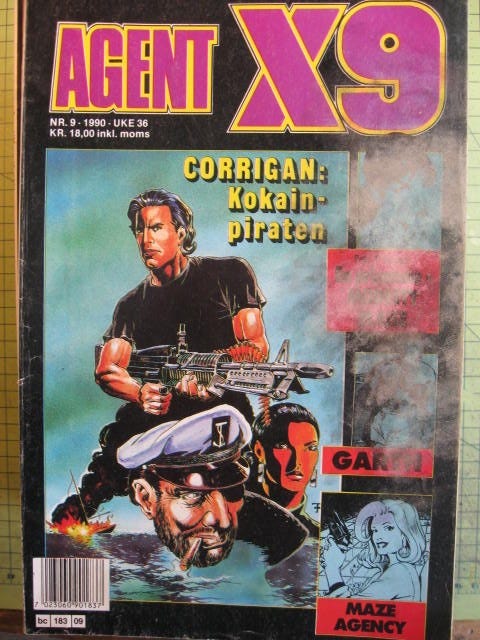 AGENT X9
NR. 9 - 1990 - UKE 36
KR. 18,00 inkl. moms
CORRIGAN:
Kokain-
piraten
MAZE
AGENCY
7 023060 901837
bc 183 09